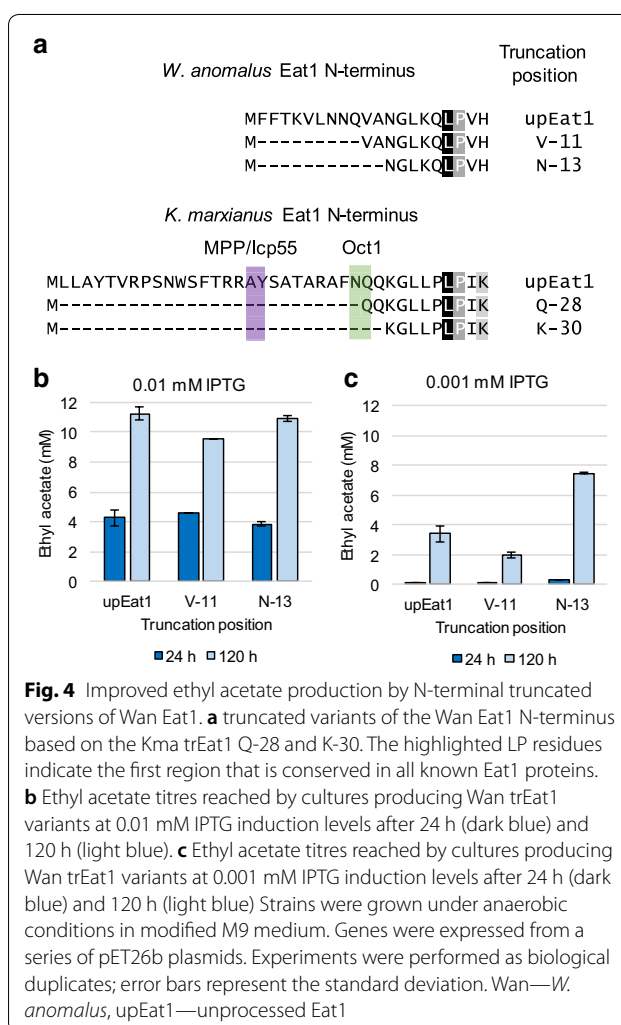 a
W. anomalus Eat1 N-terminus
Truncation position
MFFTKVLNNQVANGLKQLPVH upEat1
M---------VANGLKQLPVH V-11
M-----------NGLKQLPVH N-13
K. marxianus Eat1 N-terminus
MPP/Icp55 Oct1
MLLAYTVRPSNWSFTRRAYSATARAFNQQKGLLPLPIK upEat1
M--------------------------QQKGLLPLPIK Q-28
M----------------------------KGLLPLPIK K-30
b
0.01 mM IPTG
Ethyl acetate (mM)
12
10
8
6
4
2
0
upEat1 V-11 N-13
Truncation position
24 h 120 h
c
0.001 mM IPTG
Ethyl acetate (mM)
12
10
8
6
4
2
0
upEat1 V-11 N-13
Truncation position
24 h 120 h
Fig. 4 Improved ethyl acetate production by N-terminal truncated
versions of Wan Eat1. a truncated variants of the Wan Eat1 N-terminus
based on the Kma trEat1 Q-28 and K-30. The highlighted LP residues
indicate the first region that is conserved in all known Eat1 proteins.
b Ethyl acetate titres reached by cultures producing Wan trEat1
variants at 0.01 mM IPTG induction levels after 24 h (dark blue) and
120 h (light blue). c Ethyl acetate titres reached by cultures producing
Wan trEat1 variants at 0.001 mM IPTG induction levels after 24 h (dark
blue) and 120 h (light blue) Strains were grown under anaerobic
conditions in modified M9 medium. Genes were expressed from a
series of pET26b plasmids. Experiments were performed as biological
duplicates; error bars represent the standard deviation. Wan—W.
anomalus, upEat1—unprocessed Eat1